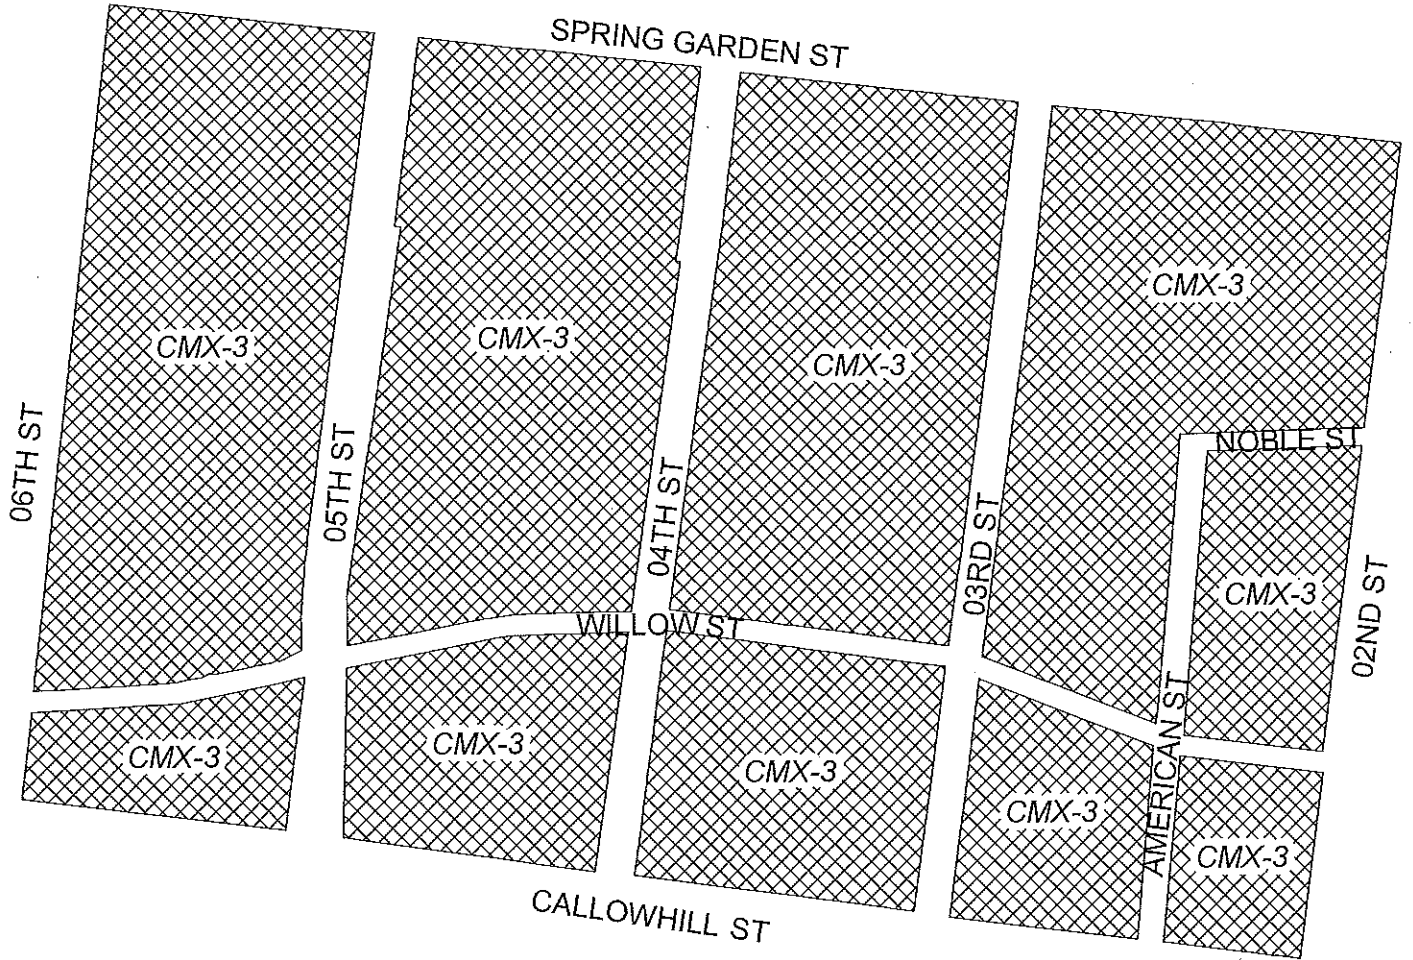 SPRING GARDEN ST
CMX-3
CMX-3
CMX-3
CMX-3
06TH ST
05TH ST
04TH ST
03RD ST
NOBLE ST
CMX-3
02ND ST
WILLOW ST
AMERICAN ST
CMX-3
CMX-3
CMX-3
CMX-3
CMX-3
CALLOWHILL ST